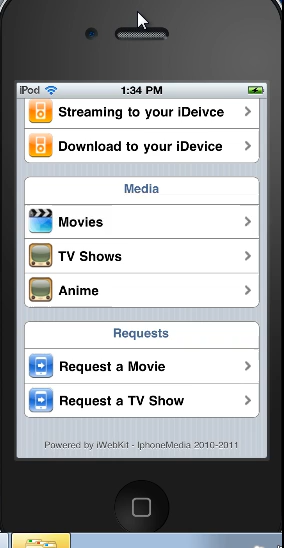 iPod 1:34 PM
Streaming to your iDeivce
Download to your iDevice
Media
Movies
TV Shows
Anime
Requests
Request a Movie
Request a TV Show
Powered by iWebKit - IphoneMedia 2010-2011